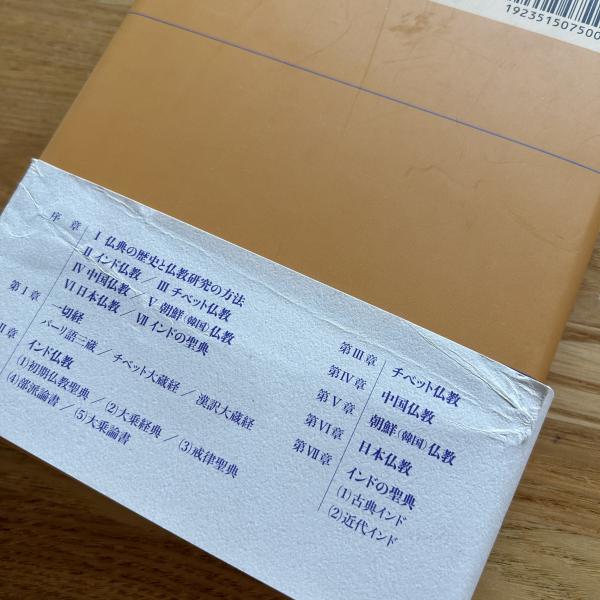 192351507500
序章
I 仏典の歴史と仏教研究の方法
II インド仏教／III チベット仏教
IV 中国仏教／V 朝鮮(韓国)仏教
VI 日本仏教／VII インドの聖典
第I章
一切経
パーリ語三蔵／チベット大蔵経／漢訳大蔵経
II章
インド仏教
(1)初期仏教聖典／(2)大乗経典／(3)戒律聖典
(4)部派論書／(5)大乗論書
第III章 チベット仏教
第IV章 中国仏教
第V章 朝鮮(韓国)仏教
第VI章 日本仏教
第VII章 インドの聖典
(1)古典インド
(2)近代インド